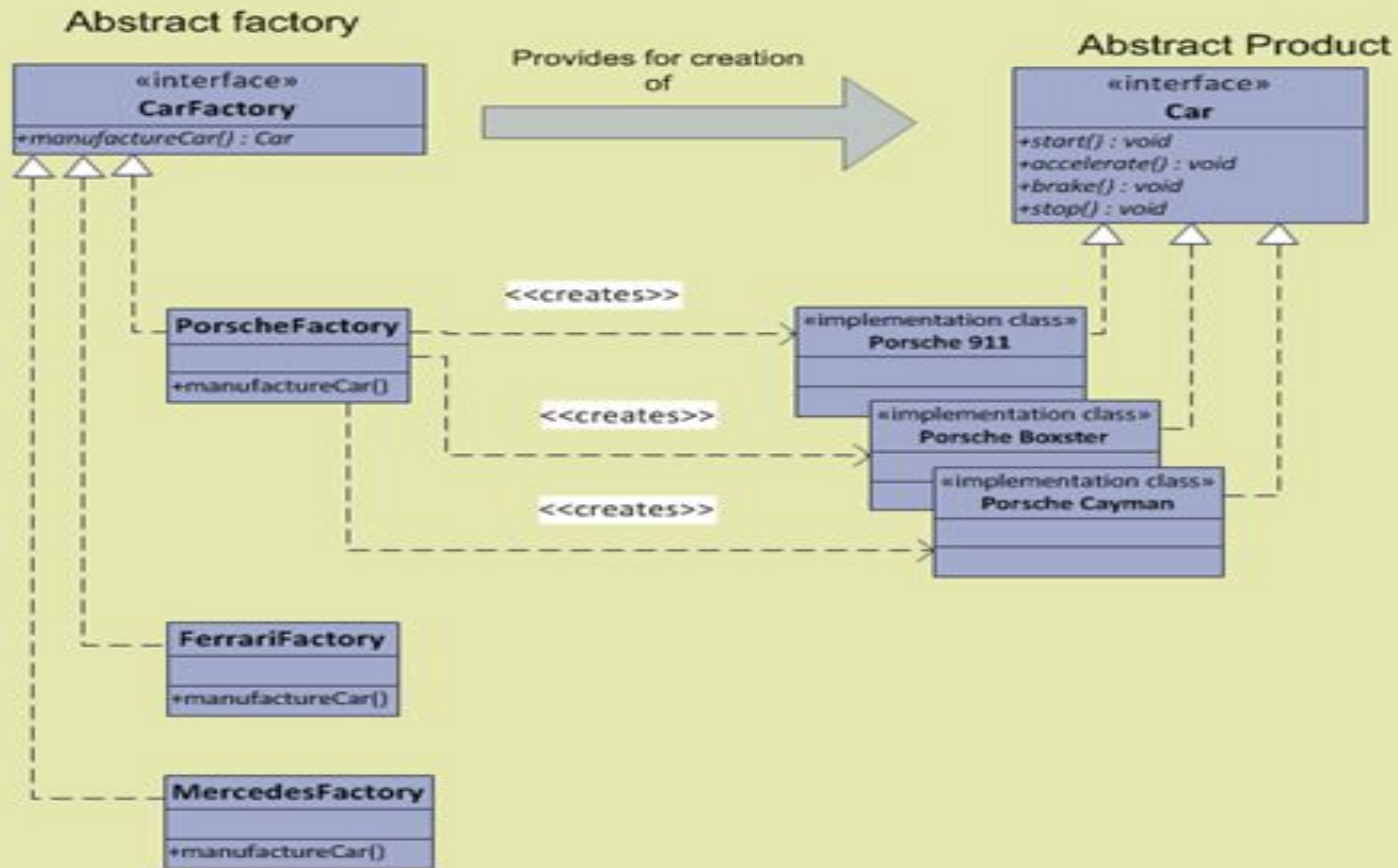 Abstract factory
«interface»
CarFactory
+manufactureCar() : Car
Provides for creation
of
Abstract Product
«interface»
Car
+start() : void
+accelerate() : void
+brake() : void
+stop() : void
<<creates>>
PorscheFactory
+manufactureCar()
«implementation class»
Porsche 911
<<creates>>
«implementation class»
Porsche Boxster
<<creates>>
«implementation class»
Porsche Cayman
FerrariFactory
+manufactureCar()
MercedesFactory
+manufactureCar()